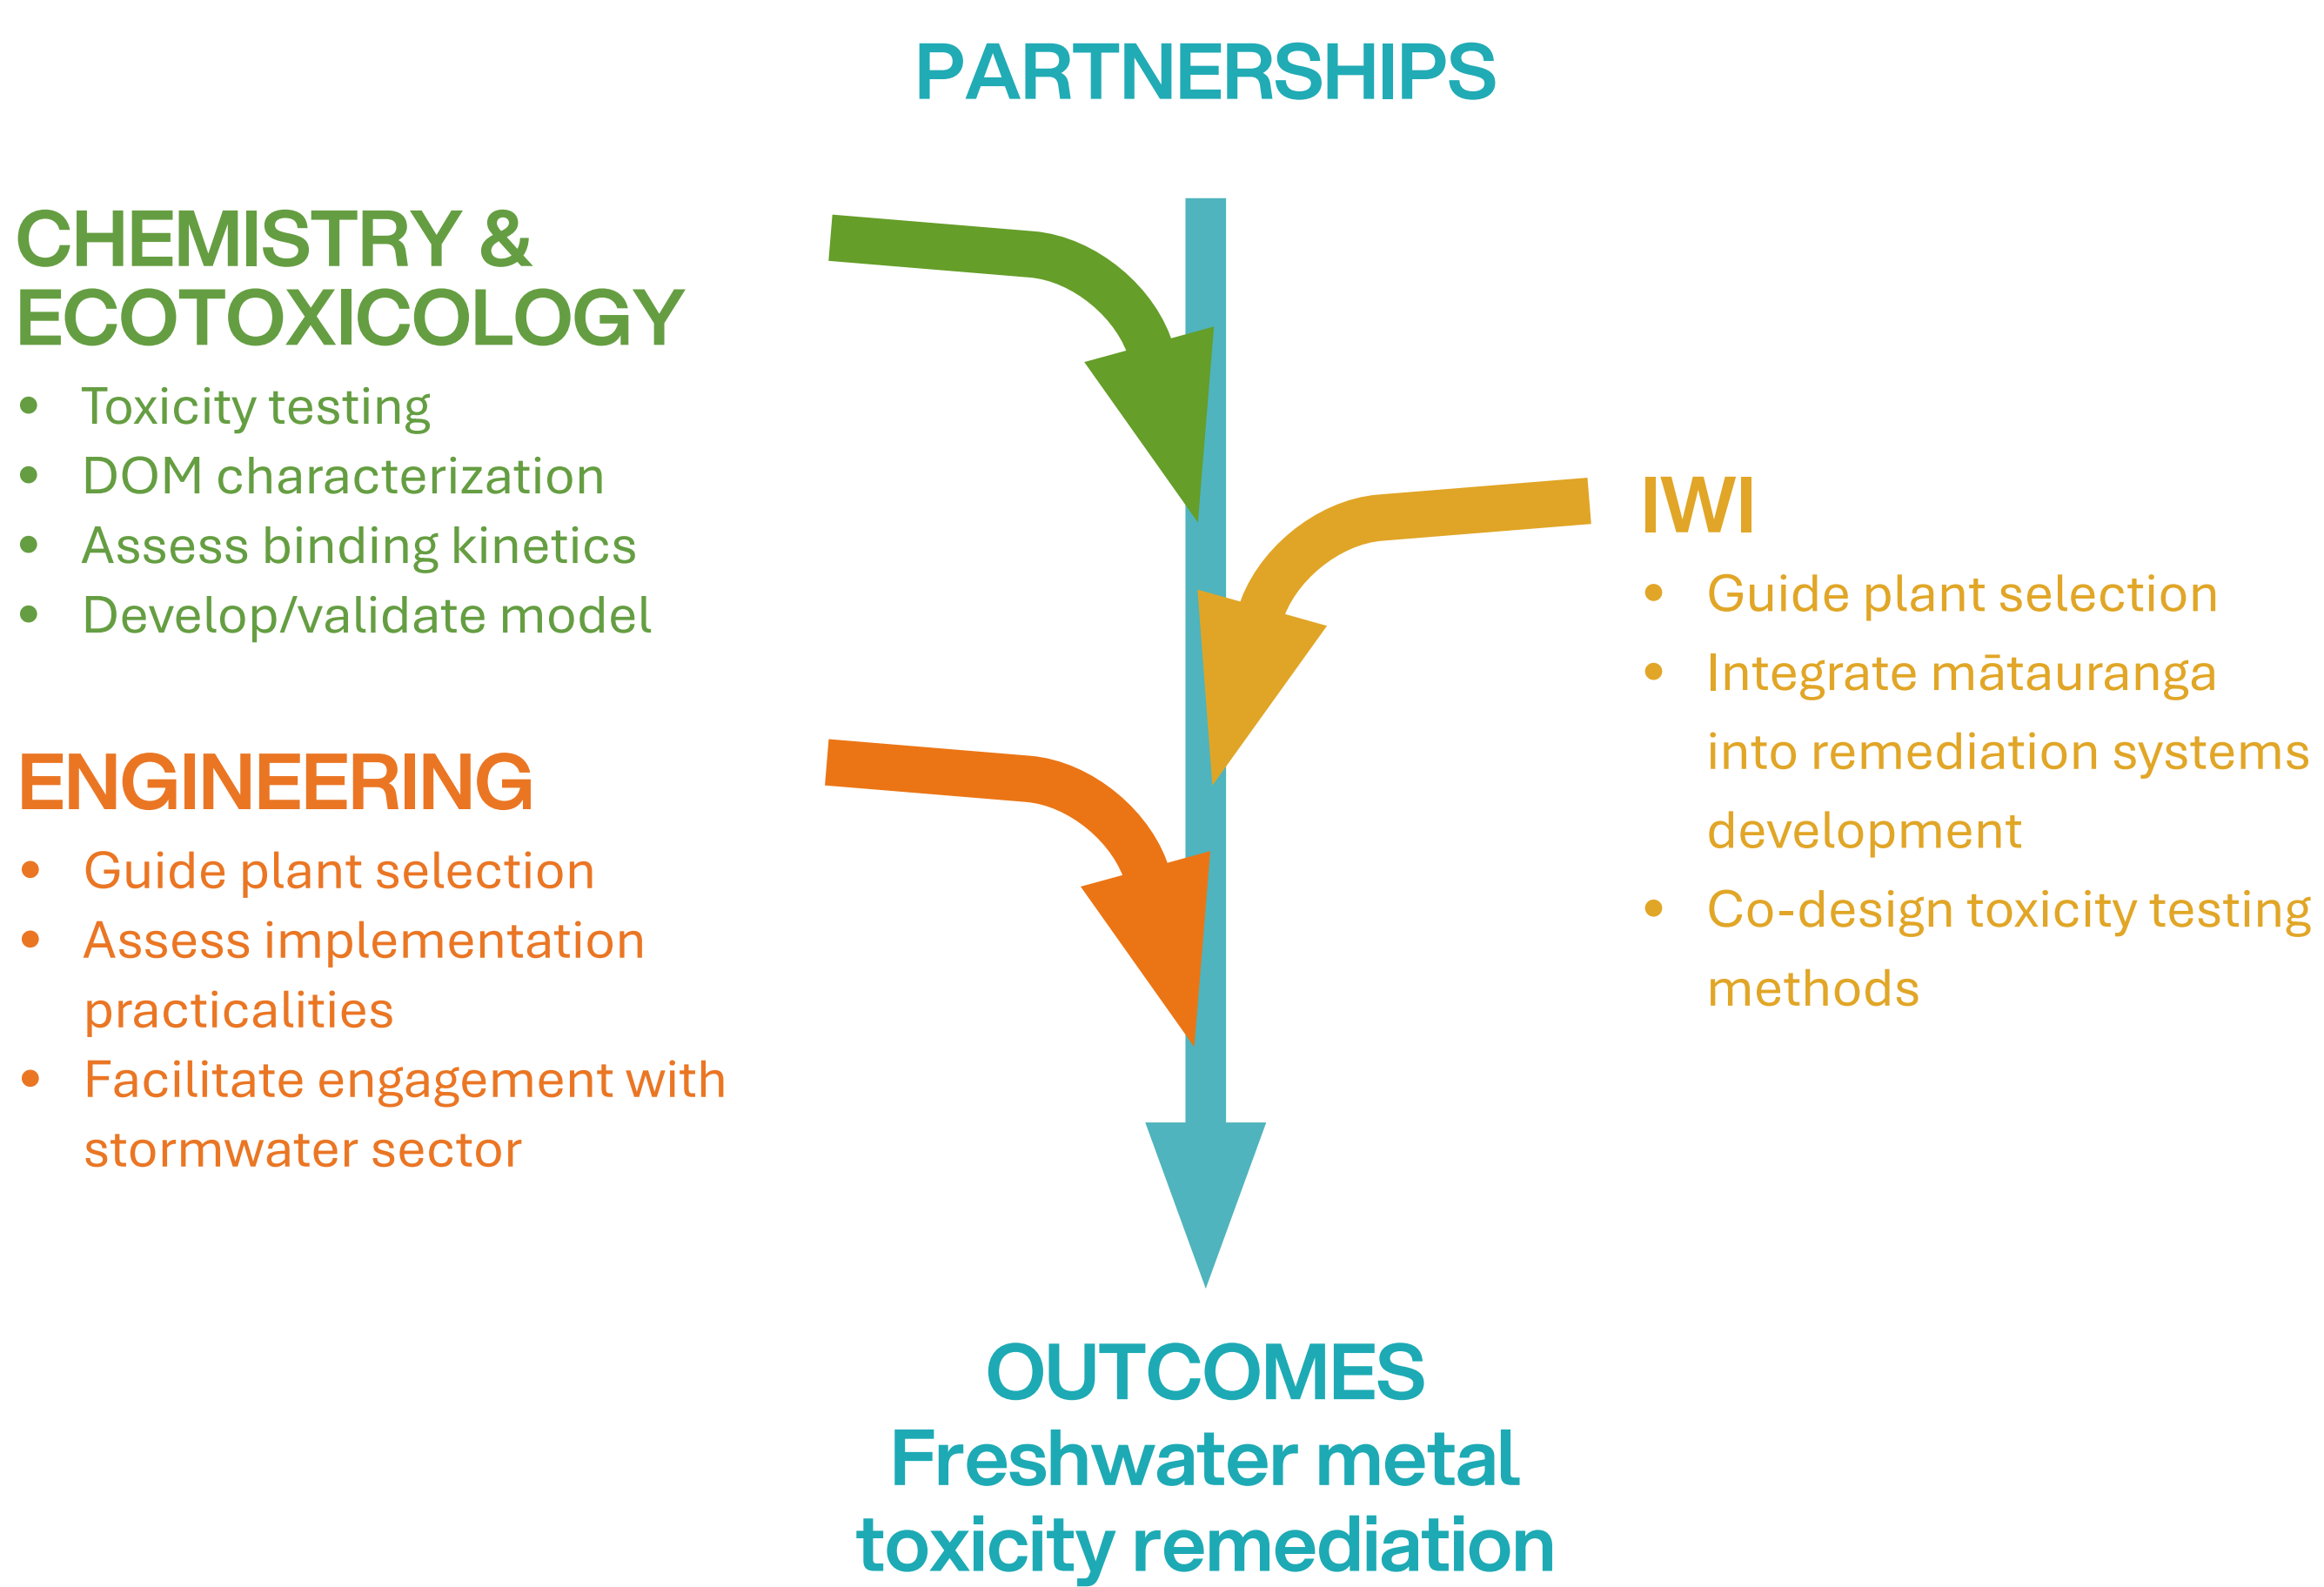 PARTNERSHIPS
CHEMISTRY &
ECOTOXICOLOGY
• Toxicity testing
• DOM characterization
• Assess binding kinetics
• Develop/validate model
IWI
• Guide plant selection
• Integrate mātauranga
into remediation systems
development
• Co-design toxicity testing
methods
ENGINEERING
• Guide plant selection
• Assess implementation
practicalities
• Facilitate engagement with
stormwater sector
OUTCOMES
Freshwater metal
toxicity remediation